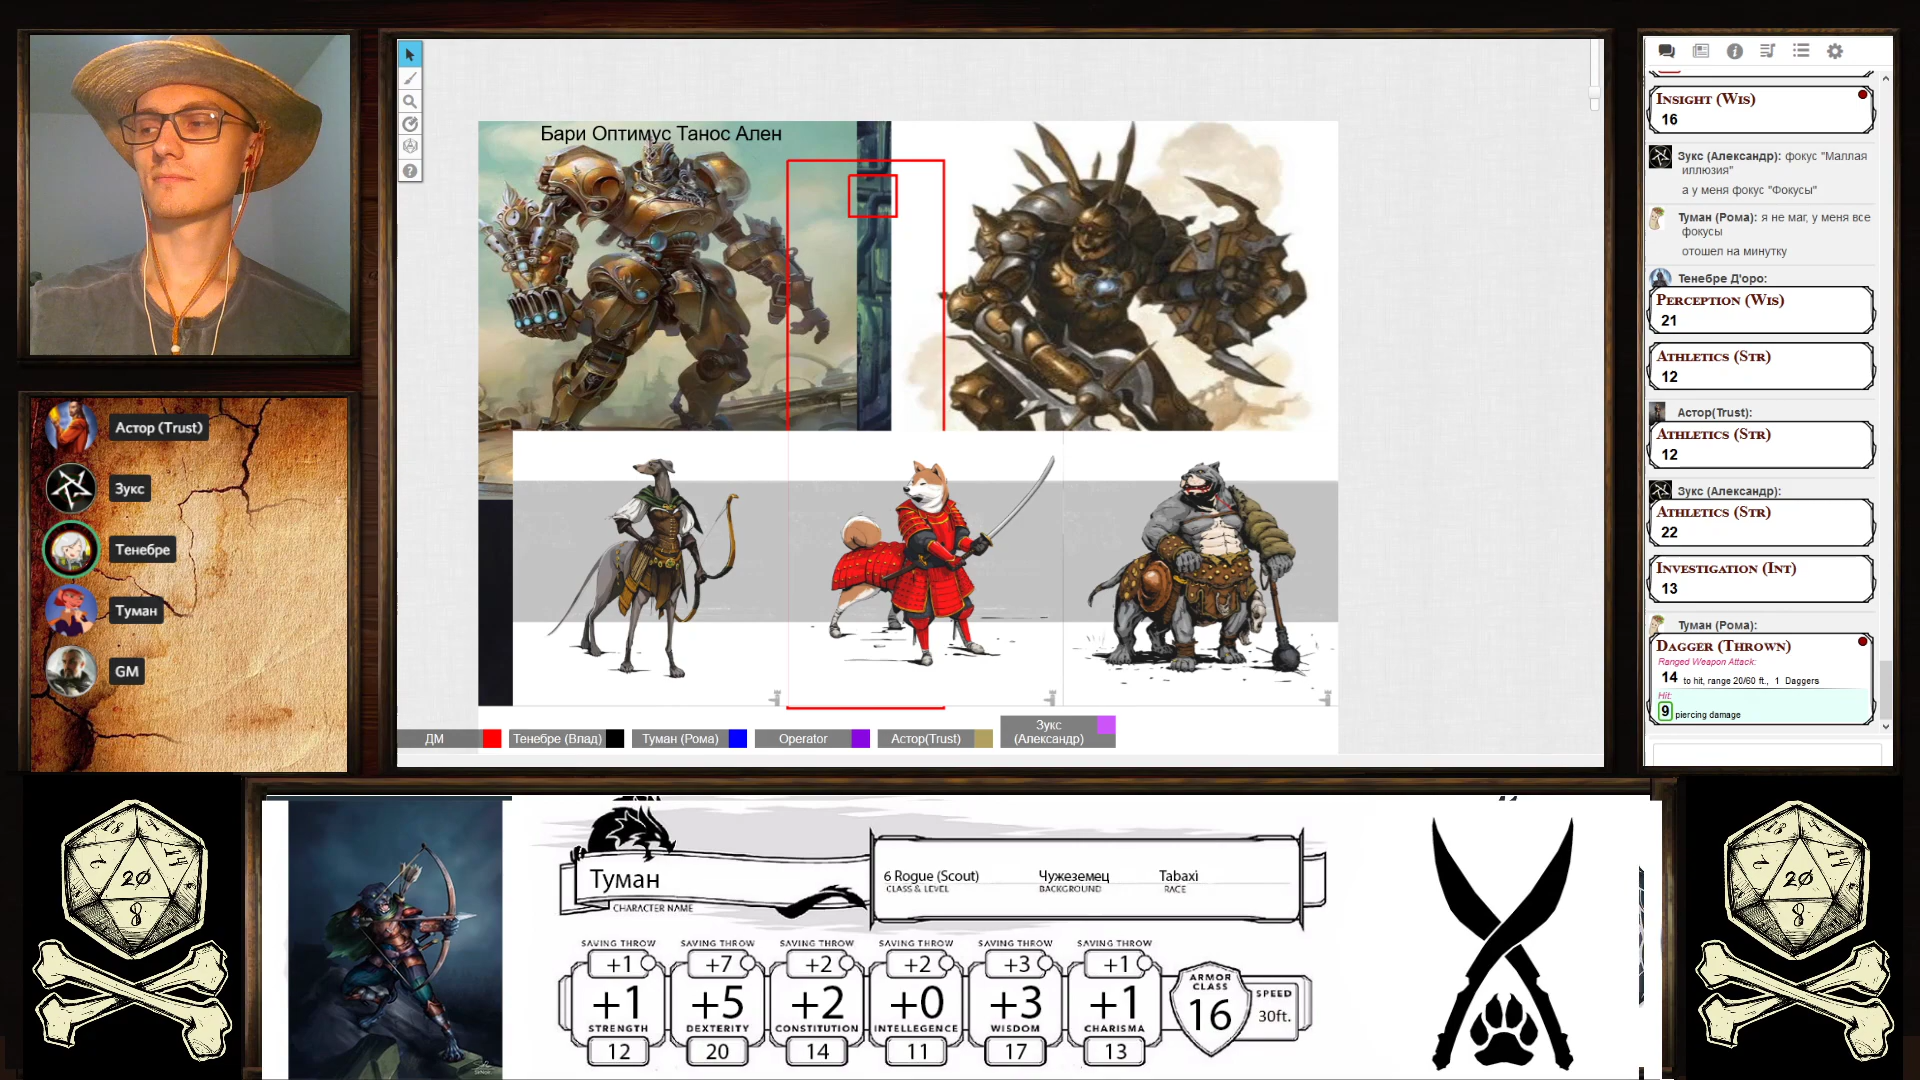 Бари Оптимус Танос Ален
Астор (Trust)
Зукс
Тенебре
Туман
GM
ДМ
Тенебре (Влад)
Туман (Рома)
Operator
Астор(Trust)
Зукс
(Александр)
Insight (Wis)
16
Зукс (Александр): фокус "Маллая
иллюзия"
а у меня фокус "Фокусы"
Туман (Рома): я не маг, у меня все
фокусы
отошел на минутку
Тенебре Д'оро:
Perception (Wis)
21
Athletics (Str)
12
Астор(Trust):
Athletics (Str)
12
Зукс (Александр):
Athletics (Str)
22
Investigation (Int)
13
Туман (Рома):
Dagger (Thrown)
Ranged Weapon Attack:
14 to hit, range 20/60 ft., 1 Daggers
Hit:
9 piercing damage
Туман
CHARACTER NAME
6 Rogue (Scout)
CLASS & LEVEL
Чужеземец
BACKGROUND
Tabaxi
RACE
SAVING THROW SAVING THROW SAVING THROW SAVING THROW SAVING THROW SAVING THROW
+1 +7 +2 +2 +3 +1
+1 +5 +2 +0 +3 +1
STRENGTH DEXTERITY CONSTITUTION INTELLEGENCE WISDOM CHARISMA
12 20 14 11 17 13
ARMOR
CLASS
16
SPEED
30ft.
20
8
20
8